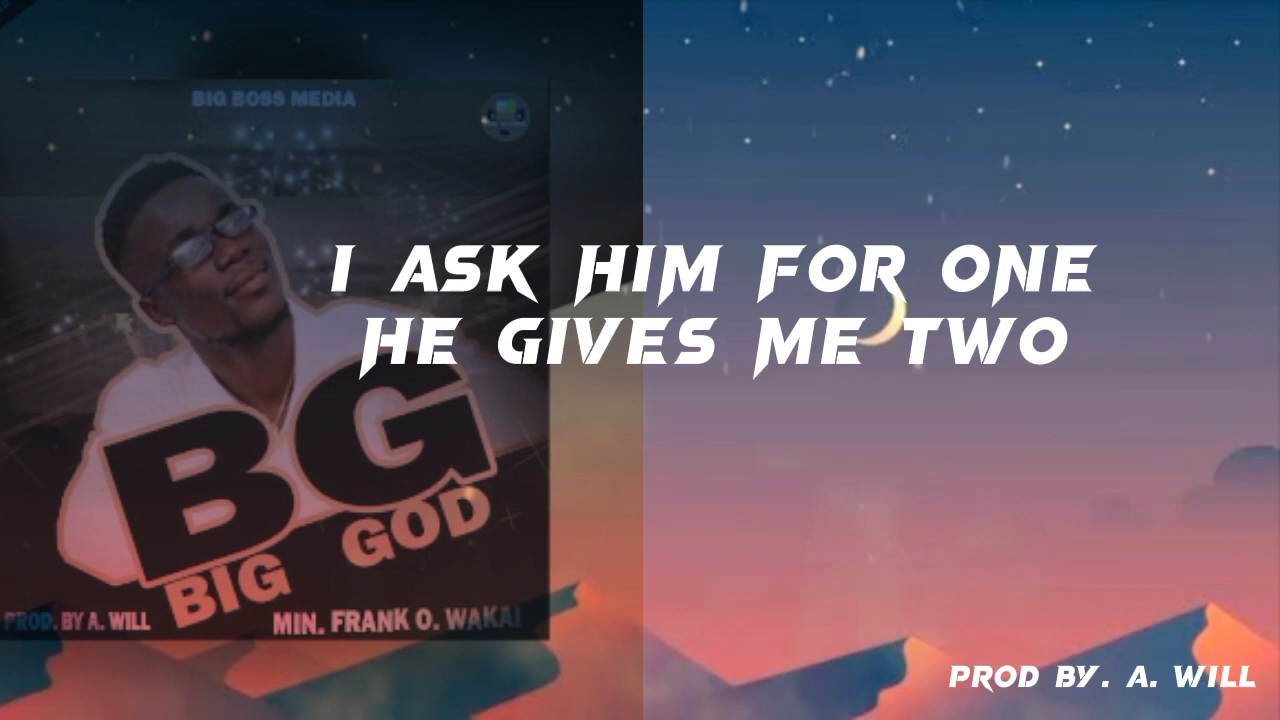 BIG BOSS MEDIA
I ASK HIM FOR ONE
HE GIVES ME TWO
BG
BIG GOD
PROD. BY A. WILL
MIN. FRANK O. WAKAI
PROD BY. A. WILL